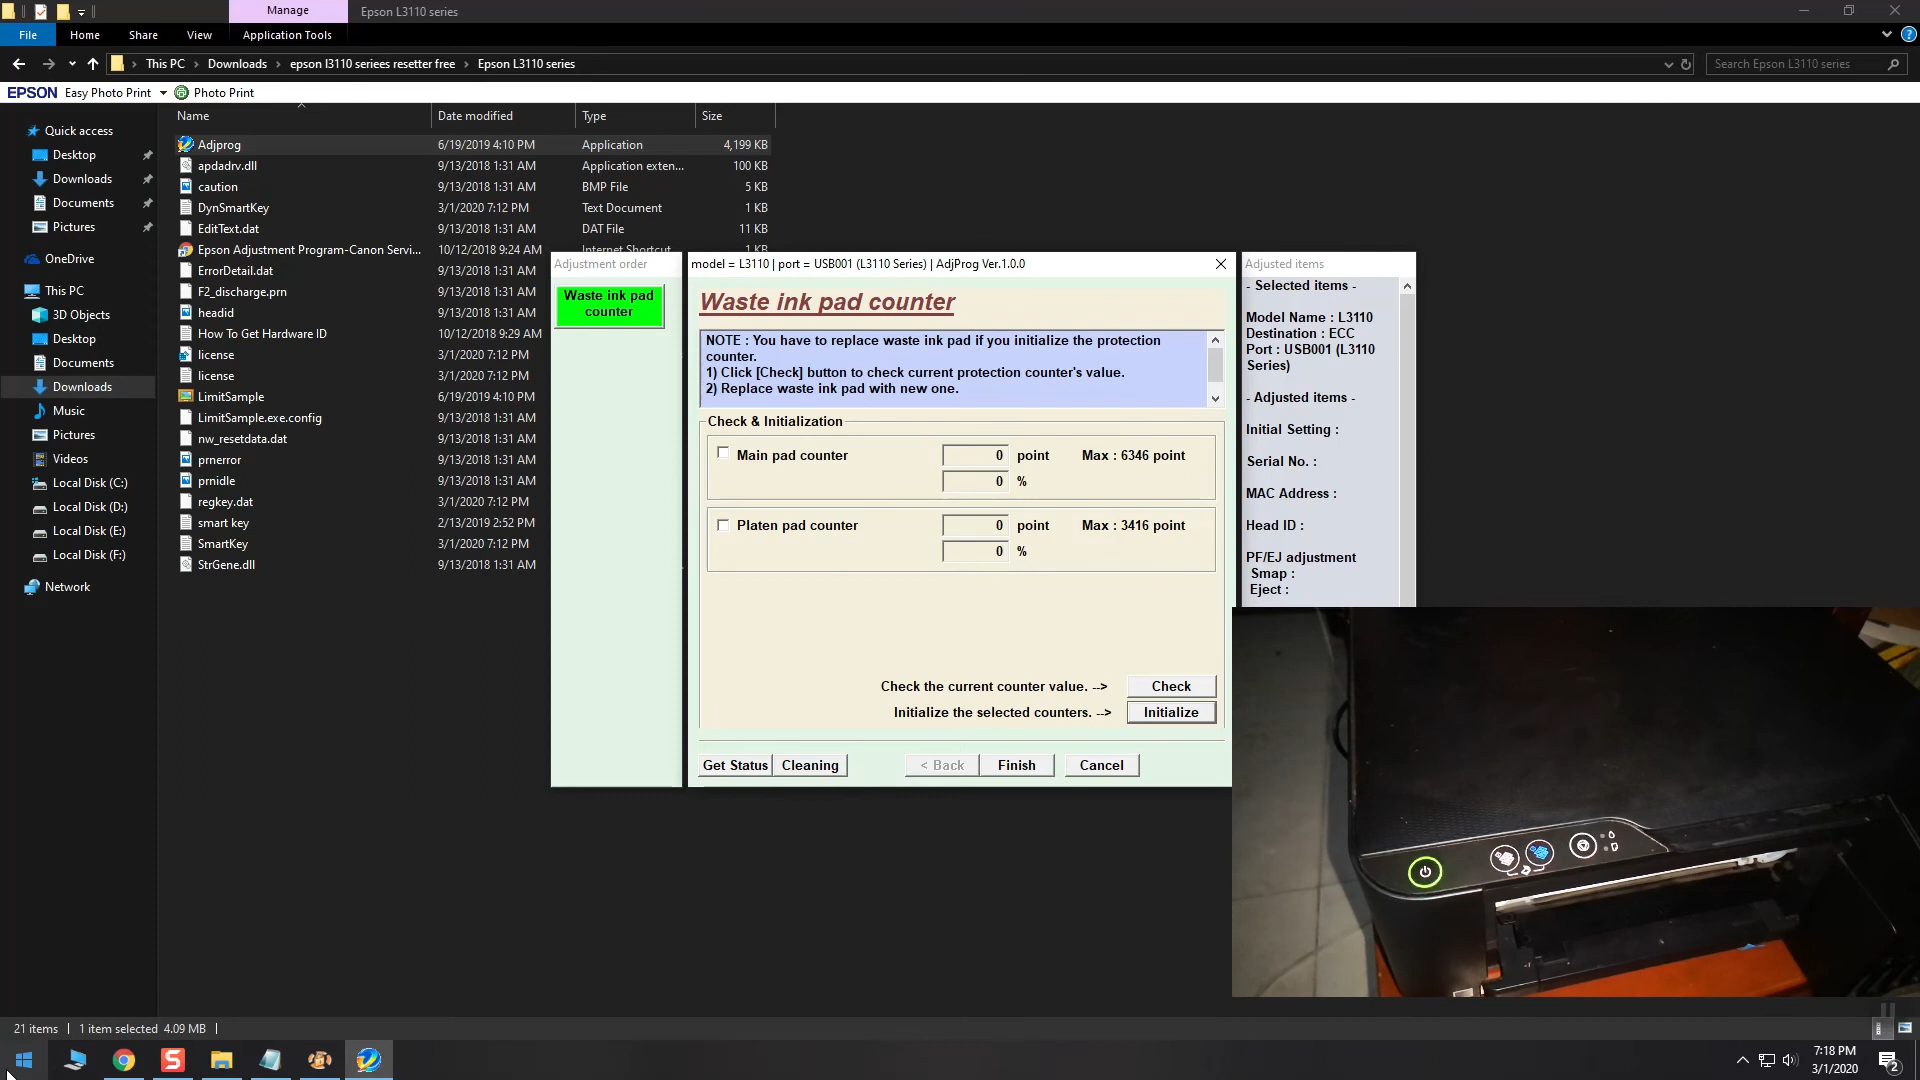 Manage
Epson L3110 series
File
Home
Share
View
Application Tools
This PC
Downloads
epson l3110 seriees resetter free
Epson L3110 series
Search Epson L3110 series
EPSON
Easy Photo Print
Photo Print
Name
Date modified
Type
Size
Quick access
Desktop
Downloads
Documents
Pictures
OneDrive
This PC
3D Objects
Desktop
Documents
Downloads
Music
Pictures
Videos
Local Disk (C:)
Local Disk (D:)
Local Disk (E:)
Local Disk (F:)
Network
Adjprog 6/19/2019 4:10 PM Application 4,199 KB
apdadrv.dll 9/13/2018 1:31 AM Application exten... 100 KB
caution 9/13/2018 1:31 AM BMP File 5 KB
DynSmartKey 3/1/2020 7:12 PM Text Document 1 KB
EditText.dat 9/13/2018 1:31 AM DAT File 11 KB
Epson Adjustment Program-Canon Servi... 10/12/2018 9:24 AM Internet Shortcut 1 KB
ErrorDetail.dat 9/13/2018 1:31 AM
F2_discharge.prn 9/13/2018 1:31 AM
headid 9/13/2018 1:31 AM
How To Get Hardware ID 10/12/2018 9:29 AM
license 3/1/2020 7:12 PM
license 3/1/2020 7:12 PM
LimitSample 6/19/2019 4:10 PM
LimitSample.exe.config 9/13/2018 1:31 AM
nw_resetdata.dat 9/13/2018 1:31 AM
prnerror 9/13/2018 1:31 AM
prnidle 9/13/2018 1:31 AM
regkey.dat 3/1/2020 7:12 PM
smart key 2/13/2019 2:52 PM
SmartKey 3/1/2020 7:12 PM
StrGene.dll 9/13/2018 1:31 AM
Adjustment order
Waste ink pad
counter
model = L3110 | port = USB001 (L3110 Series) | AdjProg Ver.1.0.0
Waste ink pad counter
NOTE : You have to replace waste ink pad if you initialize the protection
counter.
1) Click [Check] button to check current protection counter's value.
2) Replace waste ink pad with new one.
Check & Initialization
Main pad counter 0 point Max : 6346 point
0 %
Platen pad counter 0 point Max : 3416 point
0 %
Check the current counter value. --> Check
Initialize the selected counters. --> Initialize
Get Status
Cleaning
< Back
Finish
Cancel
Adjusted items
- Selected items -
Model Name : L3110
Destination : ECC
Port : USB001 (L3110
Series)
- Adjusted items -
Initial Setting :
Serial No. :
MAC Address :
Head ID :
PF/EJ adjustment
Smap :
Eject :
21 items
1 item selected 4.09 MB
7:18 PM
3/1/2020
2